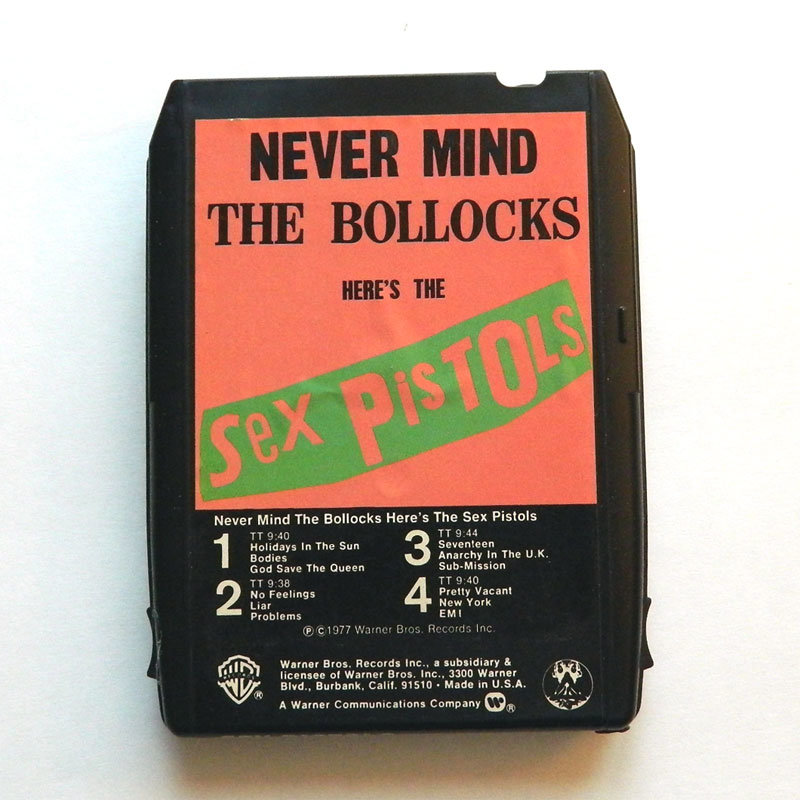 NEVER MIND
THE BOLLOCKS
HERE'S THE
Sex PisTOLs
Never Mind The Bollocks Here's The Sex Pistols
1
TT 9:40
Holidays In The Sun
Bodies
God Save The Queen
2
TT 9:38
No Feelings
Liar
Problems
3
TT 9:44
Seventeen
Anarchy In The U.K.
Sub-Mission
4
TT 9:40
Pretty Vacant
New York
EMI
Ⓟ©1977 Warner Bros. Records Inc.
Warner Bros. Records Inc., a subsidiary &
licensee of Warner Bros., Inc., 3300 Warner
Blvd., Burbank, Calif. 91510 · Made in U.S.A.
A Warner Communications Company ®
WB RECORDS ®